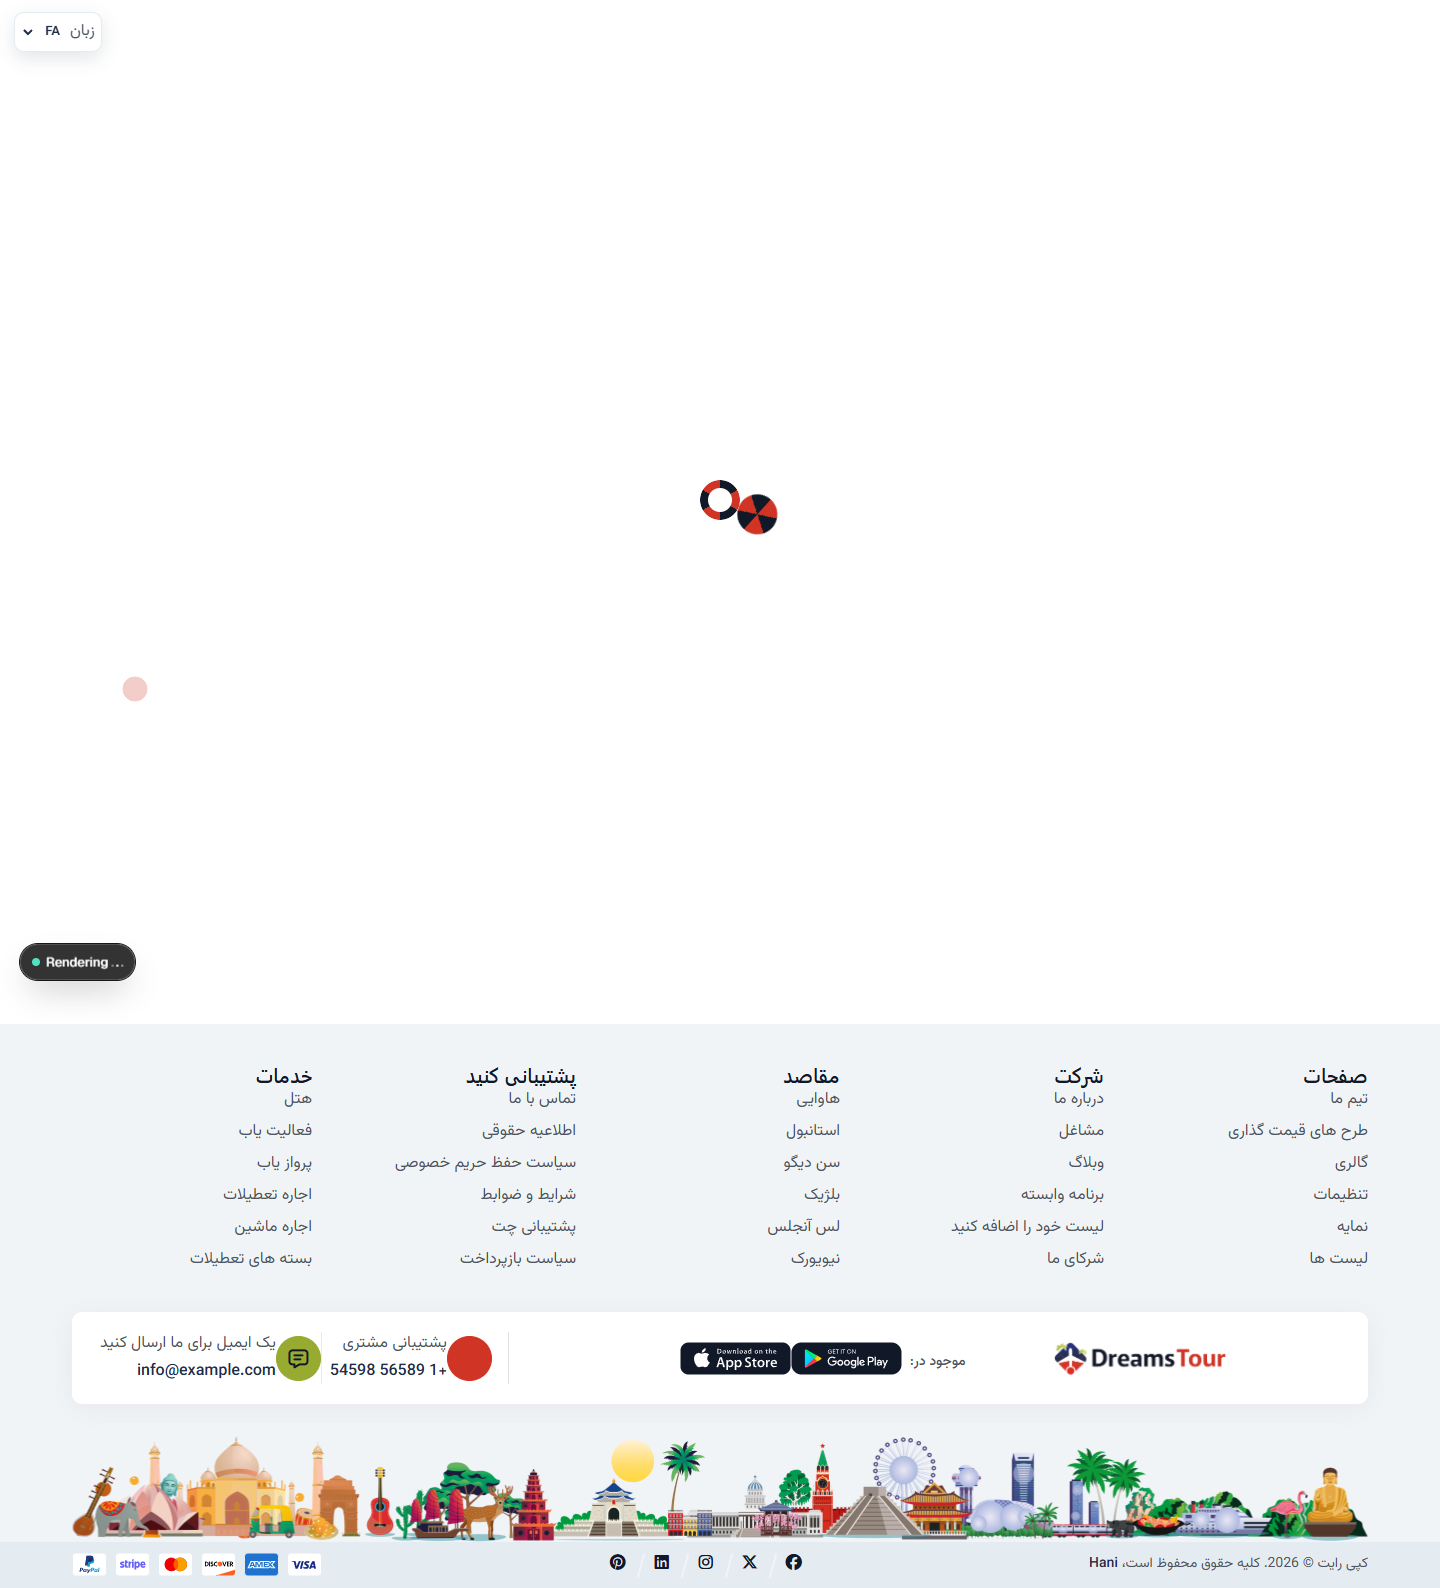 زبان FA
Rendering ...
صفحات
تیم ما
طرح های قیمت گذاری
گالری
تنظیمات
نمایه
لیست ها
شرکت
درباره ما
مشاغل
وبلاگ
برنامه وابسته
لیست خود را اضافه کنید
شرکای ما
مقاصد
هاوایی
استانبول
سن دیگو
بلژیک
لس آنجلس
نیویورک
پشتیبانی کنید
تماس با ما
اطلاعیه حقوقی
سیاست حفظ حریم خصوصی
شرایط و ضوابط
پشتیبانی چت
سیاست بازپرداخت
خدمات
هتل
فعالیت یاب
پرواز یاب
اجاره تعطیلات
اجاره ماشین
بسته های تعطیلات
DreamsTour
موجود در:
GET IT ON
Google Play
Download on the
App Store
پشتیبانی مشتری
+1 56589 54598
یک ایمیل برای ما ارسال کنید
info@example.com
کپی رایت © 2026. کلیه حقوق محفوظ است، Hani
PayPal stripe DISCOVER AMEX VISA